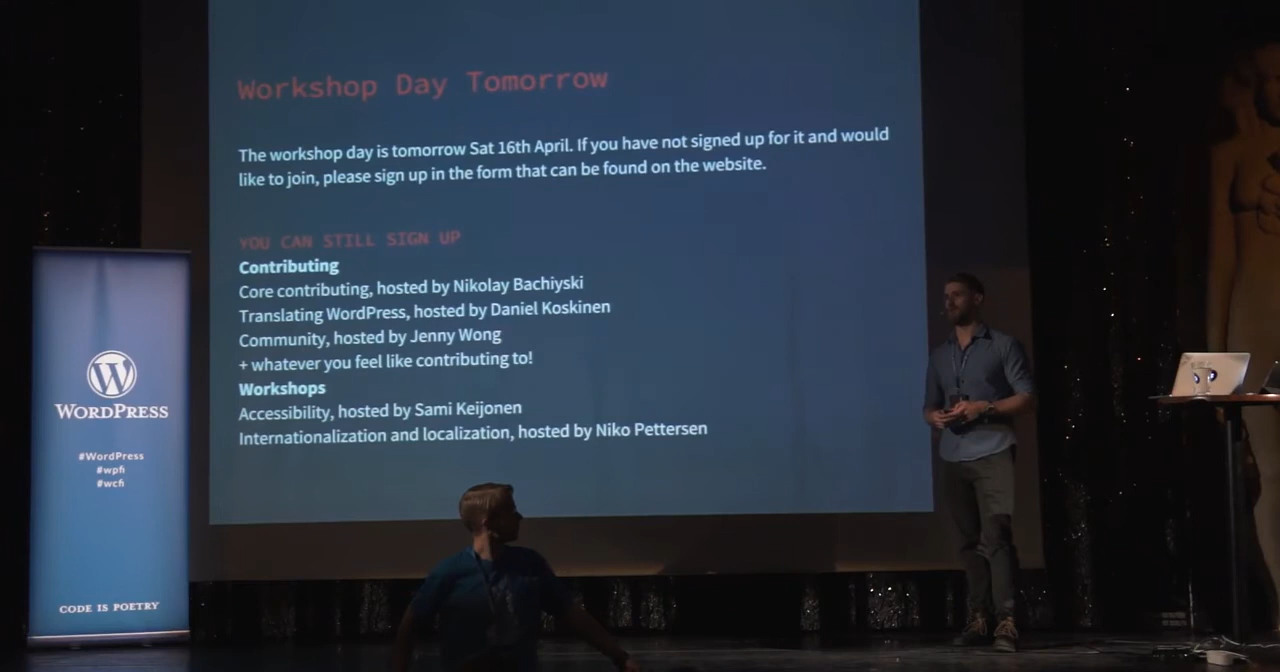 Workshop Day Tomorrow
The workshop day is tomorrow Sat 16th April. If you have not signed up for it and would
like to join, please sign up in the form that can be found on the website.
YOU CAN STILL SIGN UP
Contributing
Core contributing, hosted by Nikolay Bachiyski
Translating WordPress, hosted by Daniel Koskinen
Community, hosted by Jenny Wong
+ whatever you feel like contributing to!
Workshops
Accessibility, hosted by Sami Keijonen
Internationalization and localization, hosted by Niko Pettersen
W
WORDPRESS
#WordPress
#wpfi
#wcfi
CODE IS POETRY